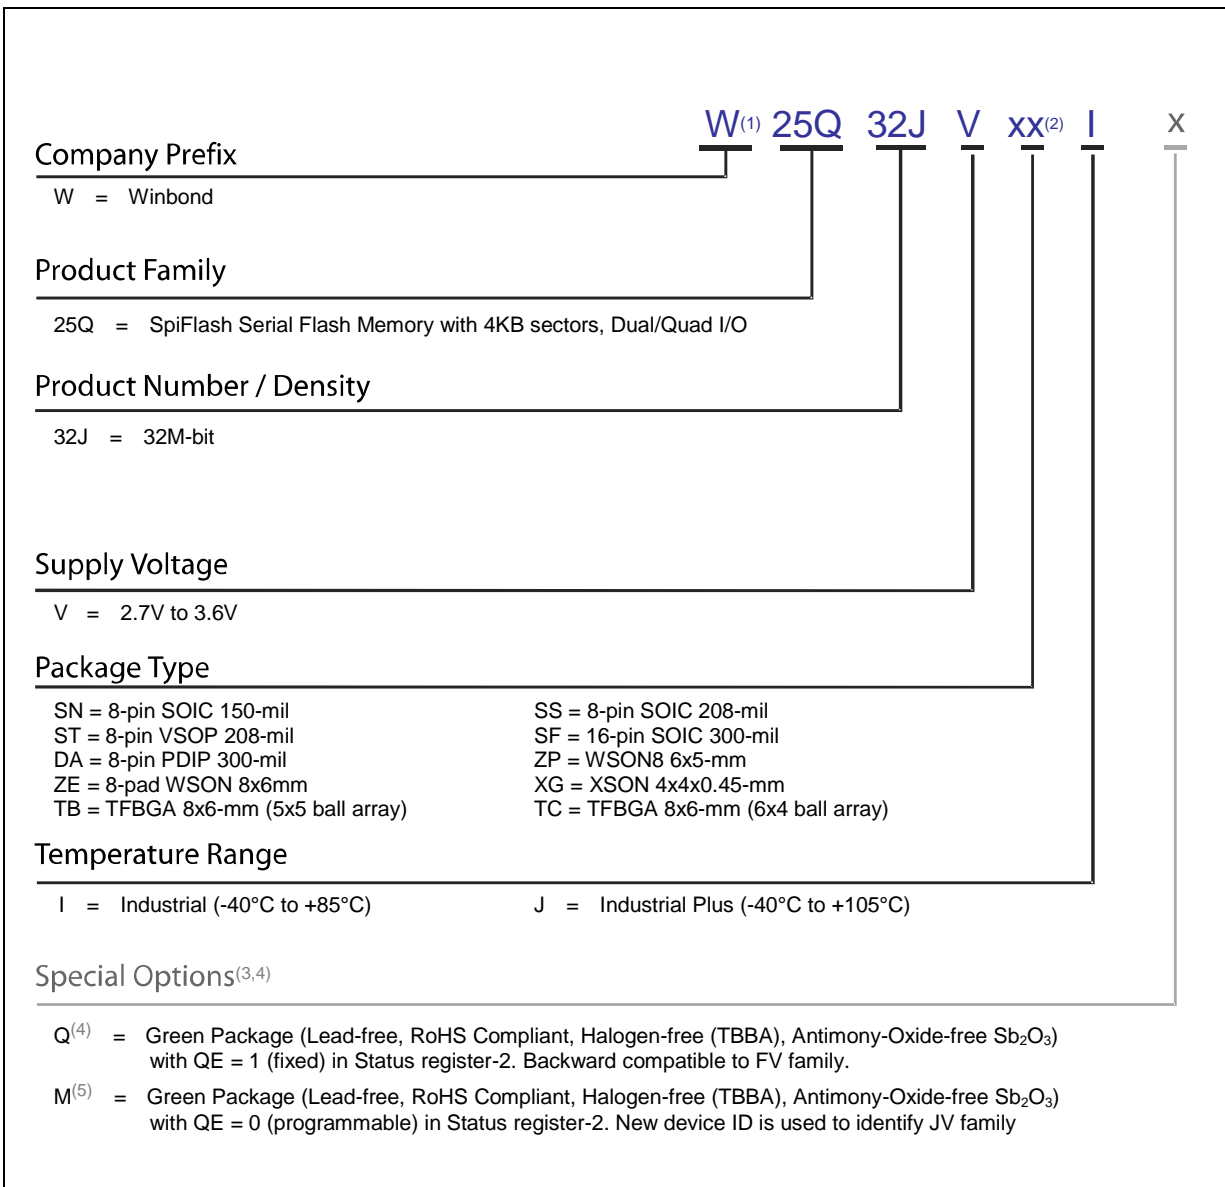 W(1) 25Q 32J V xx(2) I x
Company Prefix
W = Winbond
Product Family
25Q = SpiFlash Serial Flash Memory with 4KB sectors, Dual/Quad I/O
Product Number / Density
32J = 32M-bit
Supply Voltage
V = 2.7V to 3.6V
Package Type
SN = 8-pin SOIC 150-mil SS = 8-pin SOIC 208-mil
ST = 8-pin VSOP 208-mil SF = 16-pin SOIC 300-mil
DA = 8-pin PDIP 300-mil ZP = WSON8 6x5-mm
ZE = 8-pad WSON 8x6mm XG = XSON 4x4x0.45-mm
TB = TFBGA 8x6-mm (5x5 ball array) TC = TFBGA 8x6-mm (6x4 ball array)
Temperature Range
I = Industrial (-40°C to +85°C) J = Industrial Plus (-40°C to +105°C)
Special Options(3,4)
Q(4) = Green Package (Lead-free, RoHS Compliant, Halogen-free (TBBA), Antimony-Oxide-free Sb₂O₃)
with QE = 1 (fixed) in Status register-2. Backward compatible to FV family.
M(5) = Green Package (Lead-free, RoHS Compliant, Halogen-free (TBBA), Antimony-Oxide-free Sb₂O₃)
with QE = 0 (programmable) in Status register-2. New device ID is used to identify JV family